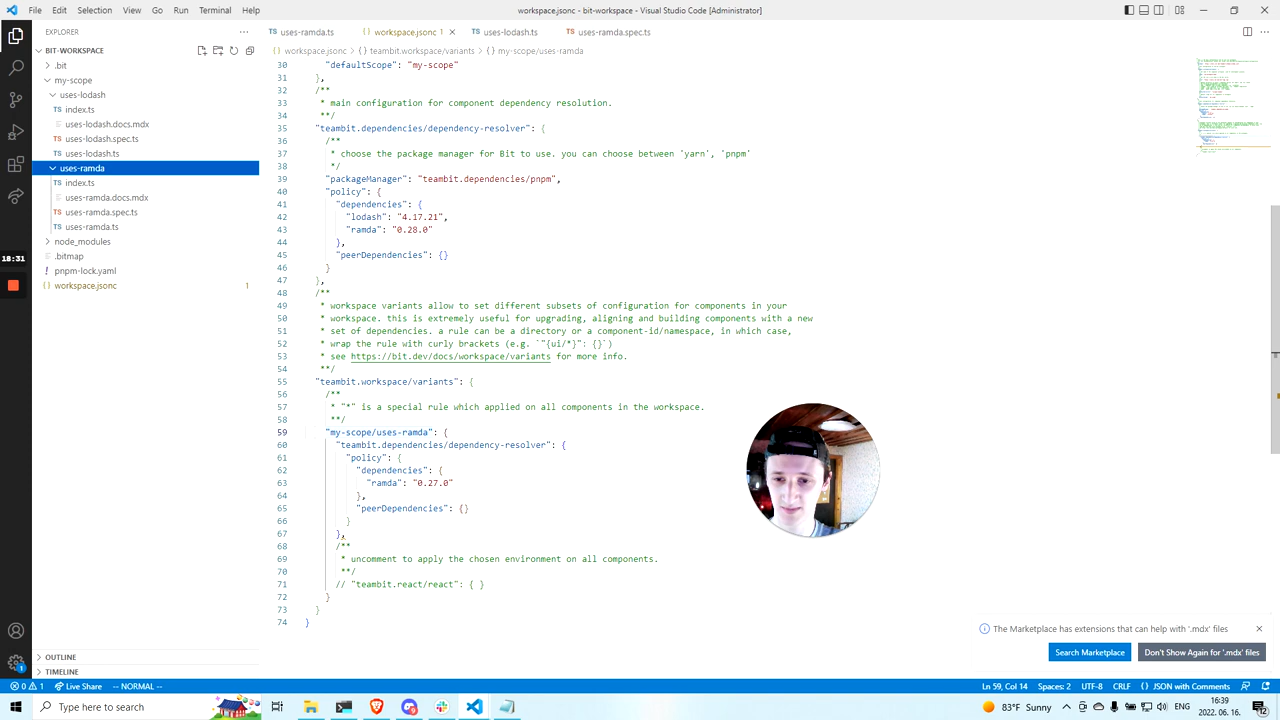 File Edit Selection View Go Run Terminal Help
workspace.jsonc - bit-workspace - Visual Studio Code [Administrator]
EXPLORER
TS uses-ramda.ts
{} workspace.jsonc 1
TS uses-lodash.ts
TS uses-ramda.spec.ts
BIT-WORKSPACE
{} workspace.jsonc > {} teambit.workspace/variants > {} my-scope/uses-ramda
.bit
my-scope
uses-lodash
TS index.ts
uses-lodash.docs.mdx
TS uses-lodash.spec.ts
TS uses-lodash.ts
uses-ramda
TS index.ts
uses-ramda.docs.mdx
TS uses-ramda.spec.ts
TS uses-ramda.ts
node_modules
.bitmap
! pnpm-lock.yaml
{} workspace.jsonc 1
18:31
OUTLINE
TIMELINE
30 "defaultScope": "my-scope"
31 },
32 /**
33 * main configuration for component dependency resolution.
34 **/
35 "teambit.dependencies/dependency-resolver": {
36 /**
37 * choose the package manager for Bit to use. you can choose between 'yarn', 'pnpm'
38
39 "packageManager": "teambit.dependencies/pnpm",
40 "policy": {
41 "dependencies": {
42 "lodash": "4.17.21",
43 "ramda": "0.28.0"
44 },
45 "peerDependencies": {}
46 }
47 },
48 /**
49 * workspace variants allow to set different subsets of configuration for components in your
50 * workspace. this is extremely useful for upgrading, aligning and building components with a new
51 * set of dependencies. a rule can be a directory or a component-id/namespace, in which case,
52 * wrap the rule with curly brackets (e.g. `"{ui/*}": {}`)
53 * see https://bit.dev/docs/workspace/variants for more info.
54 **/
55 "teambit.workspace/variants": {
56 /**
57 * "*" is a special rule which applied on all components in the workspace.
58 **/
59 "my-scope/uses-ramda": {
60 "teambit.dependencies/dependency-resolver": {
61 "policy": {
62 "dependencies": {
63 "ramda": "0.27.0"
64 },
65 "peerDependencies": {}
66 }
67 },
68 /**
69 * uncomment to apply the chosen environment on all components.
70 **/
71 // "teambit.react/react": { }
72 }
73 }
74 }
The Marketplace has extensions that can help with '.mdx' files
Search Marketplace
Don't Show Again for '.mdx' files
0 1 Live Share -- NORMAL --
Ln 59, Col 14 Spaces: 2 UTF-8 CRLF {} JSON with Comments
Type here to search
83°F Sunny
ENG
16:39
2022. 06. 16.
12